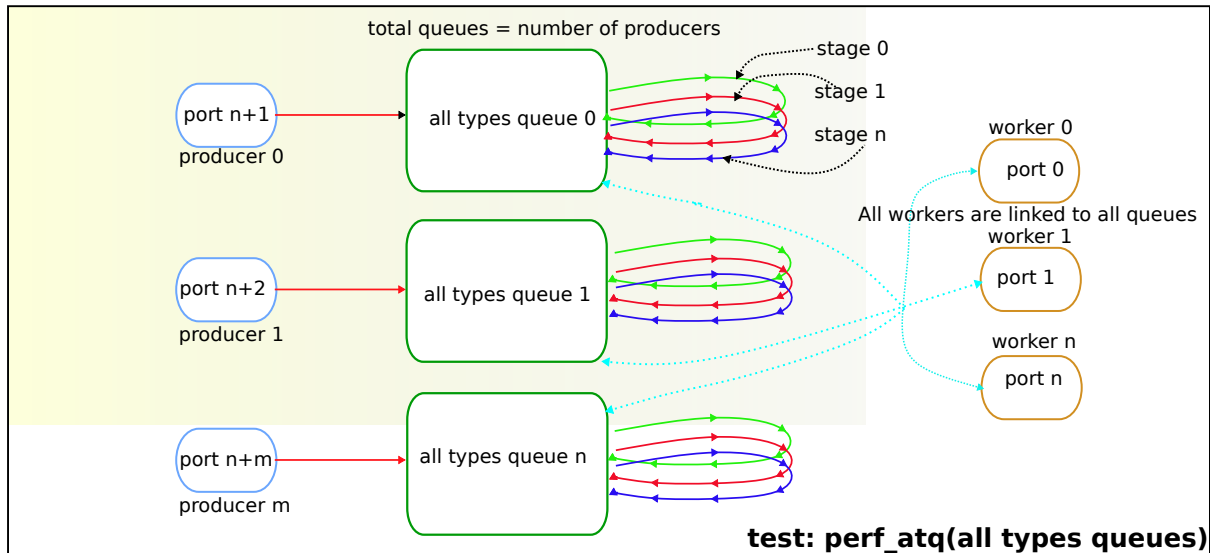 total queues = number of producers
stage 0
stage 1
stage n
port n+1
producer 0
all types queue 0
worker 0
port 0
All workers are linked to all queues
worker 1
port 1
port n+2
producer 1
all types queue 1
worker n
port n
port n+m
producer m
all types queue n
test: perf_atq(all types queues)